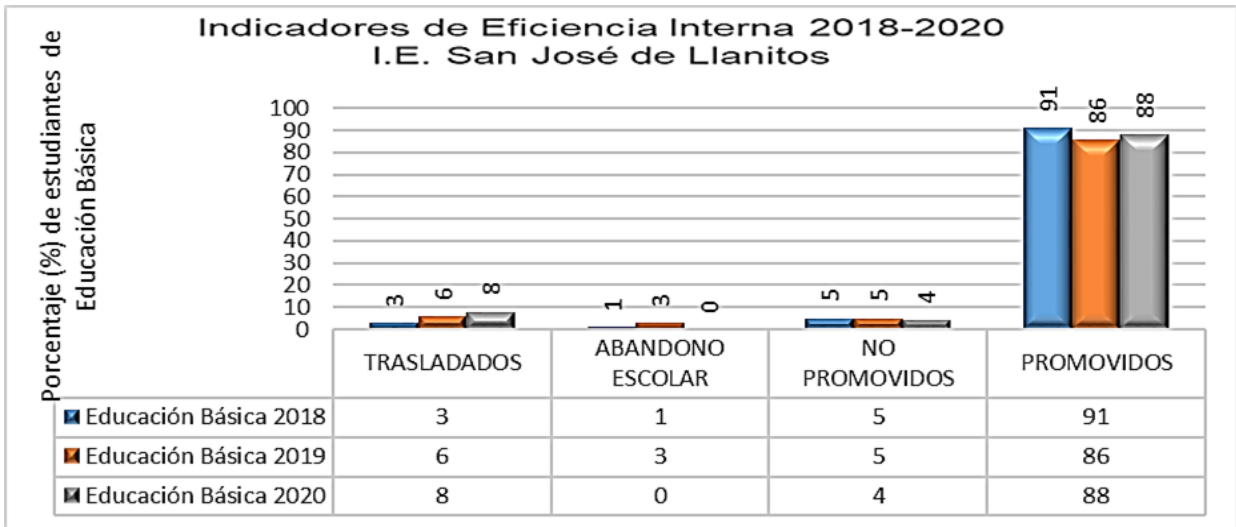 Indicadores de Eficiencia Interna 2018-2020
I.E. San José de Llanitos
Porcentaje (%) de estudiantes de
Educación Básica
100
90
80
70
60
50
40
30
20
10
0
3 6 8 1 3 0 5 5 4 91 86 88
TRASLADADOS ABANDONO ESCOLAR NO PROMOVIDOS PROMOVIDOS
Educación Básica 2018 3 1 5 91
Educación Básica 2019 6 3 5 86
Educación Básica 2020 8 0 4 88